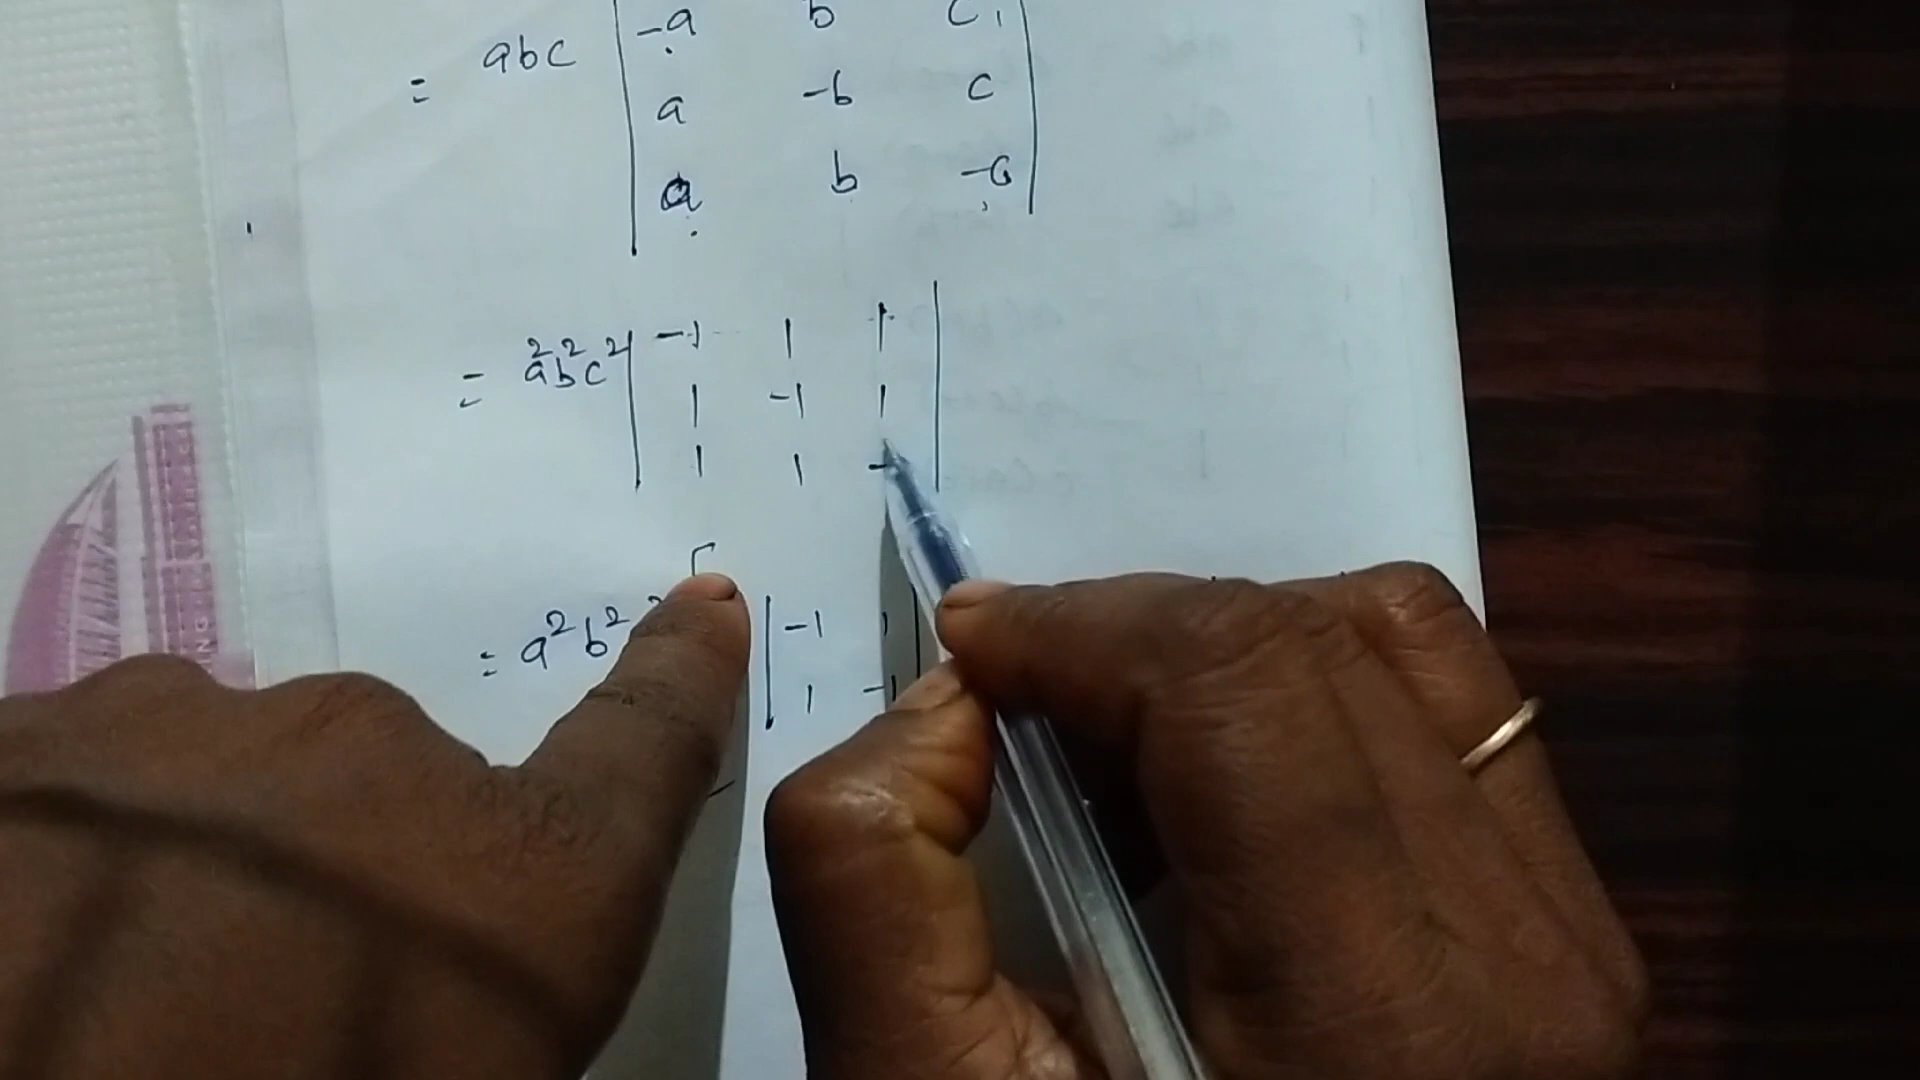 -a b c
= abc a -b c
a b -c
= a²b²c² -1 1 1
1 -1 1
1 1 -
= a²b² -1 1
1 -1